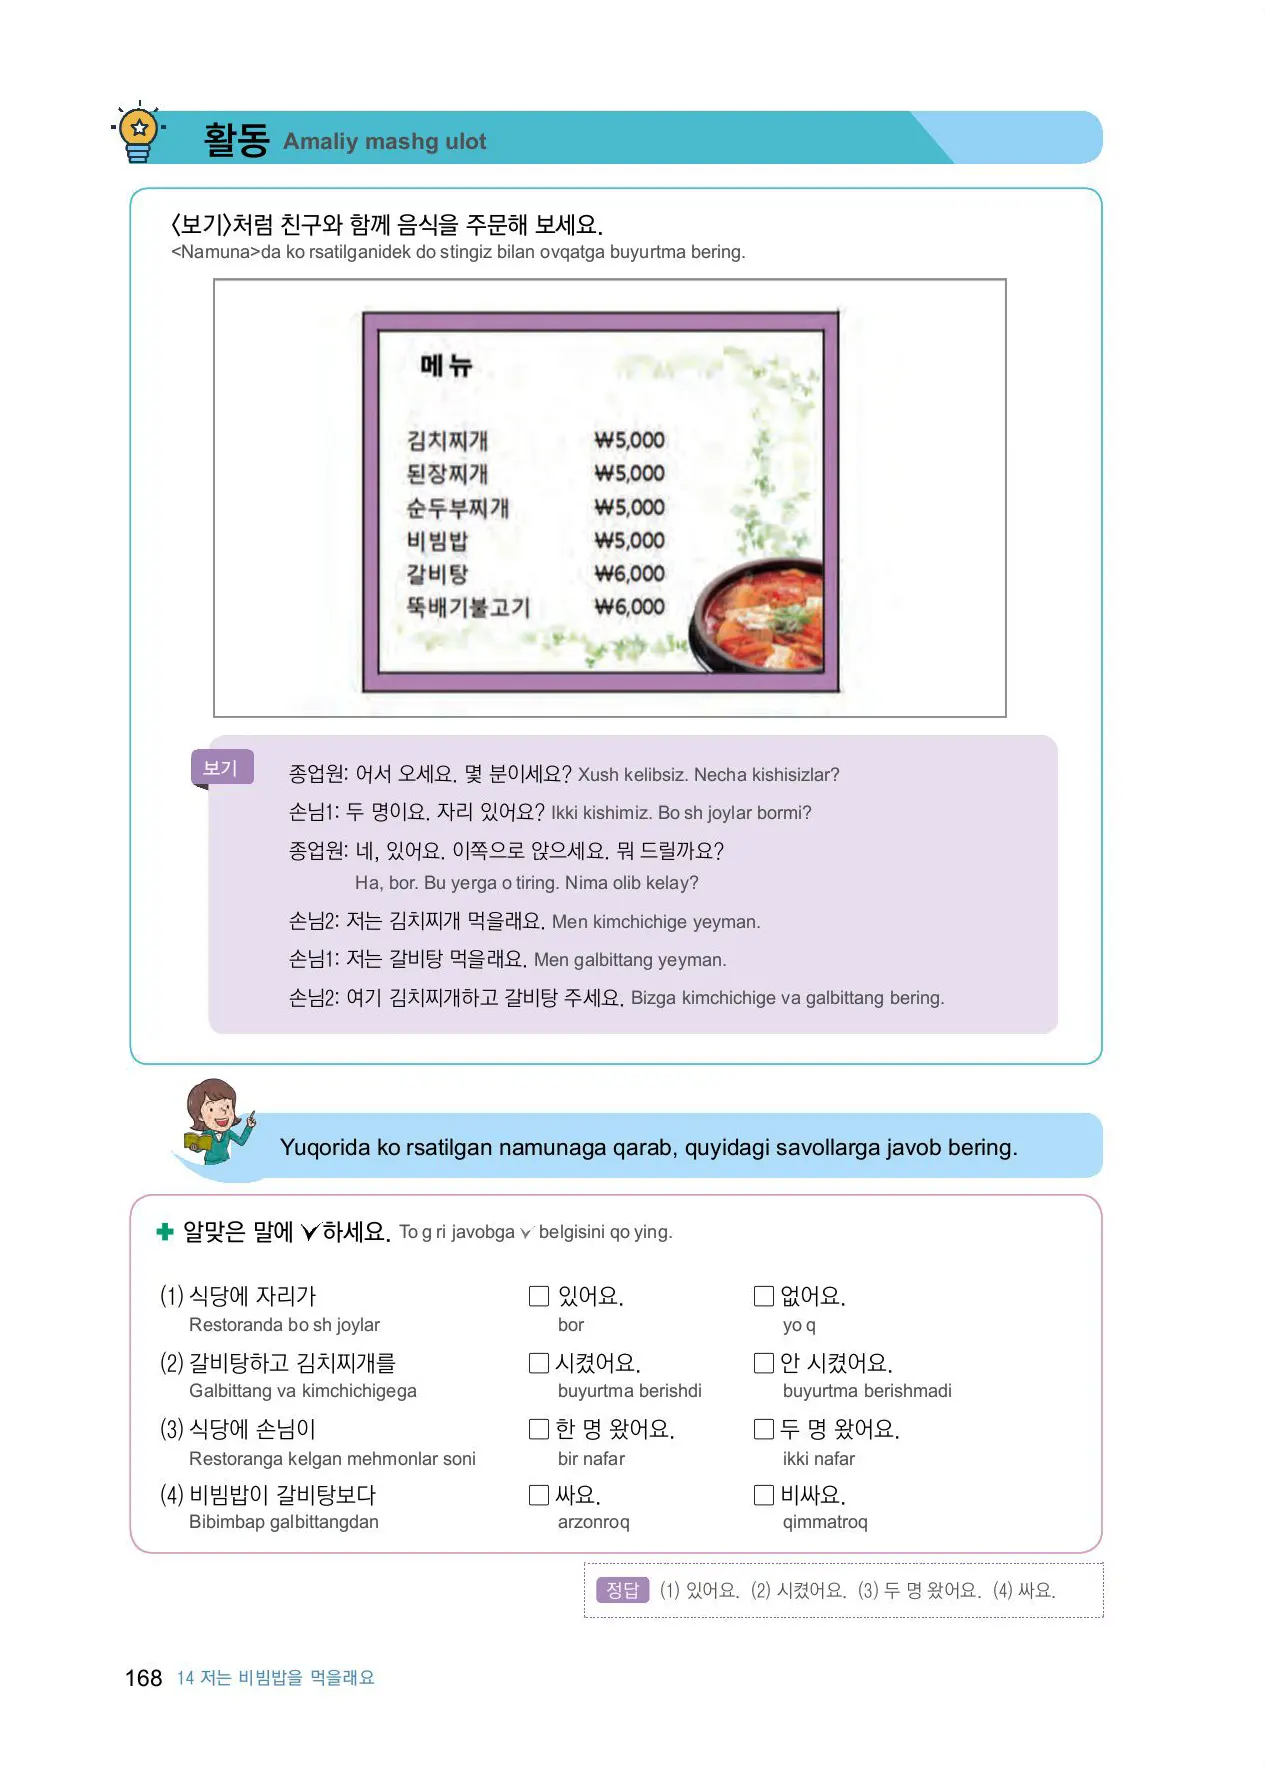 활동 Amaliy mashg ulot
<보기>처럼 친구와 함께 음식을 주문해 보세요.
<Namuna>da ko rsatilganidek do stingiz bilan ovqatga buyurtma bering.
메뉴
김치찌개 ₩5,000
된장찌개 ₩5,000
순두부찌개 ₩5,000
비빔밥 ₩5,000
갈비탕 ₩6,000
뚝배기불고기 ₩6,000
보기
종업원: 어서 오세요. 몇 분이세요? Xush kelibsiz. Necha kishisizlar?
손님1: 두 명이요. 자리 있어요? Ikki kishimiz. Bo sh joylar bormi?
종업원: 네, 있어요. 이쪽으로 앉으세요. 뭐 드릴까요?
Ha, bor. Bu yerga o tiring. Nima olib kelay?
손님2: 저는 김치찌개 먹을래요. Men kimchichige yeyman.
손님1: 저는 갈비탕 먹을래요. Men galbittang yeyman.
손님2: 여기 김치찌개하고 갈비탕 주세요. Bizga kimchichige va galbittang bering.
Yuqorida ko rsatilgan namunaga qarab, quyidagi savollarga javob bering.
알맞은 말에 ✓하세요. To g ri javobga ✓ belgisini qo ying.
(1) 식당에 자리가 □ 있어요. □ 없어요.
Restoranda bo sh joylar bor yo q
(2) 갈비탕하고 김치찌개를 □ 시켰어요. □ 안 시켰어요.
Galbittang va kimchichigega buyurtma berishdi buyurtma berishmadi
(3) 식당에 손님이 □ 한 명 왔어요. □ 두 명 왔어요.
Restoranga kelgan mehmonlar soni bir nafar ikki nafar
(4) 비빔밥이 갈비탕보다 □ 싸요. □ 비싸요.
Bibimbap galbittangdan arzonroq qimmatroq
정답 (1) 있어요. (2) 시켰어요. (3) 두 명 왔어요. (4) 싸요.
168 14 저는 비빔밥을 먹을래요